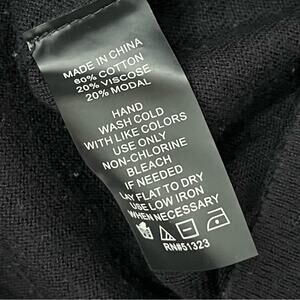 MADE IN CHINA
60% COTTON
20% VISCOSE
20% MODAL
HAND
WASH COLD
WITH LIKE COLORS
USE ONLY
NON-CHLORINE
BLEACH
IF NEEDED
LAY FLAT TO DRY
USE LOW IRON
WHEN NECESSARY
RN#51323